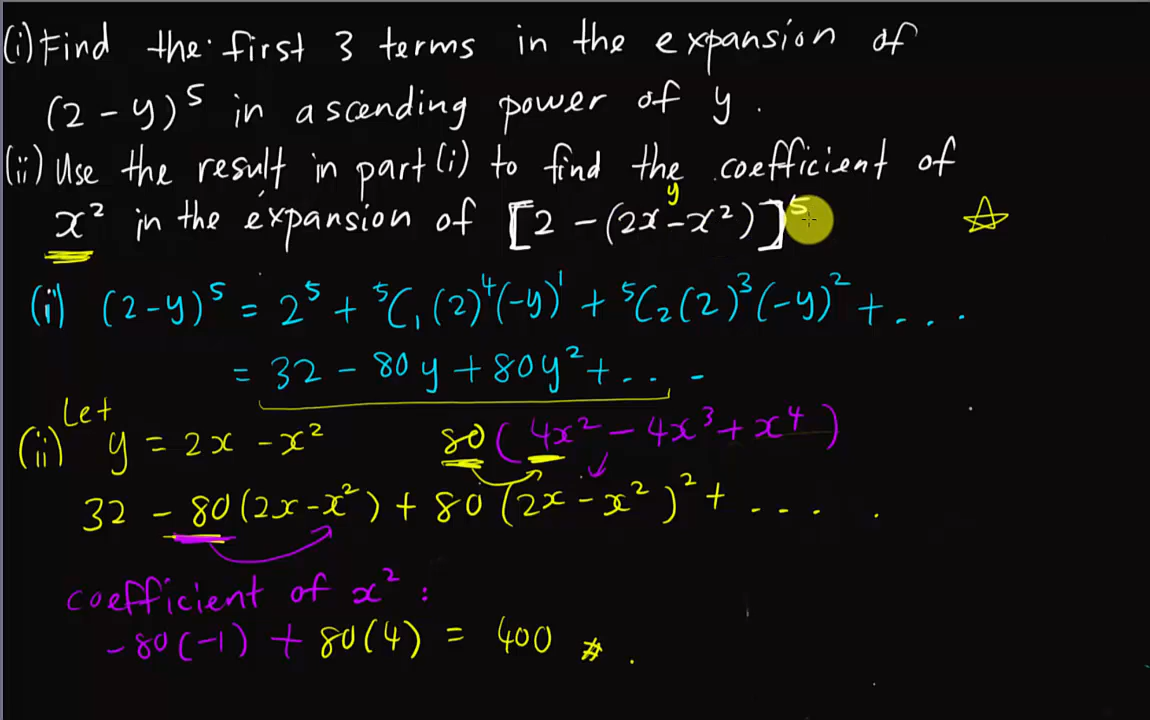 (i) Find the first 3 terms in the expansion of
(2 - y)⁵ in ascending power of y.
(ii) Use the result in part (i) to find the coefficient of
y
x² in the expansion of [2 - (2x - x²)]⁵ ☆
(i) (2-y)⁵ = 2⁵ + ⁵C₁(2)⁴(-y)¹ + ⁵C₂(2)³(-y)² + ....
= 32 - 80y + 80y² + ....
Let
(ii) y = 2x - x² 80(4x² - 4x³ + x⁴)
32 - 80(2x - x²) + 80(2x - x²)² + ....
coefficient of x² :
-80(-1) + 80(4) = 400 #.